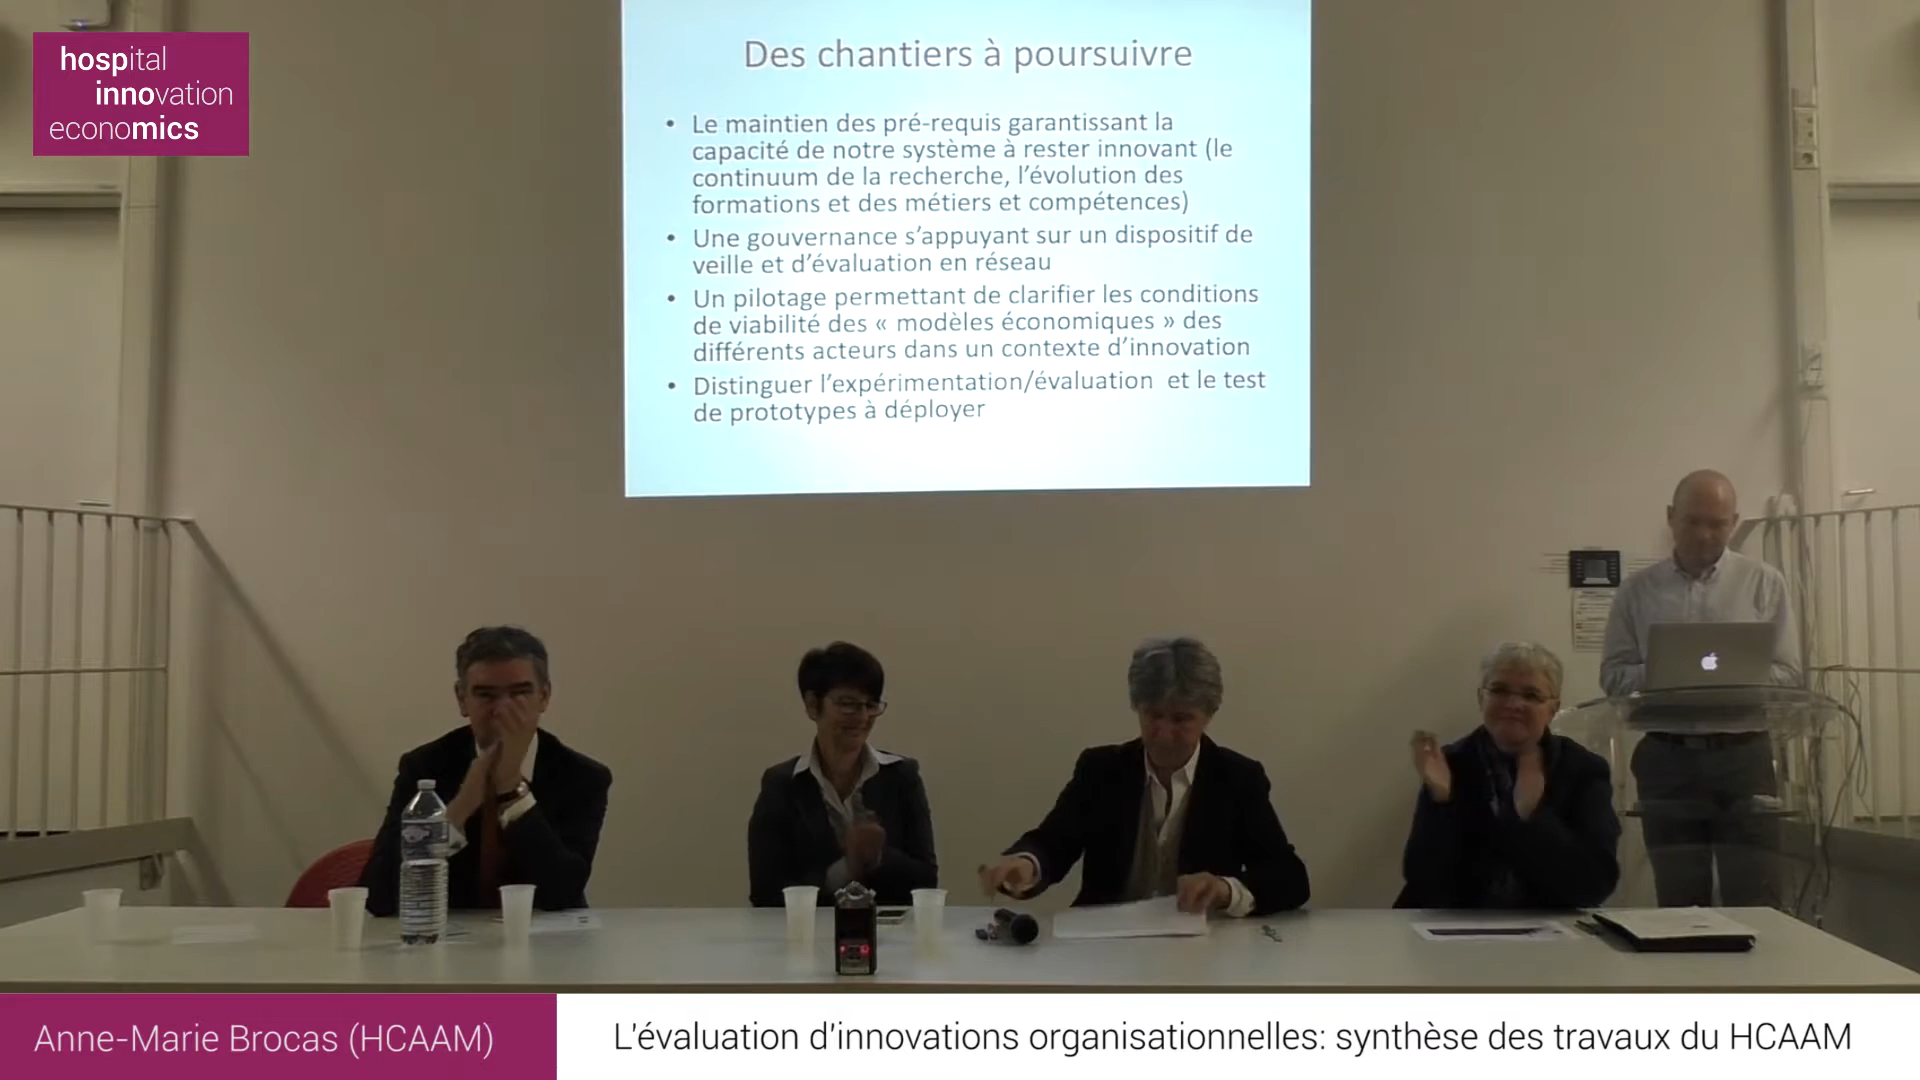 hospital
innovation
economics
Des chantiers à poursuivre
• Le maintien des pré-requis garantissant la
capacité de notre système à rester innovant (le
continuum de la recherche, l'évolution des
formations et des métiers et compétences)
• Une gouvernance s'appuyant sur un dispositif de
veille et d'évaluation en réseau
• Un pilotage permettant de clarifier les conditions
de viabilité des « modèles économiques » des
différents acteurs dans un contexte d'innovation
• Distinguer l'expérimentation/évaluation et le test
de prototypes à déployer
Anne-Marie Brocas (HCAAM)
L'évaluation d'innovations organisationnelles: synthèse des travaux du HCAAM